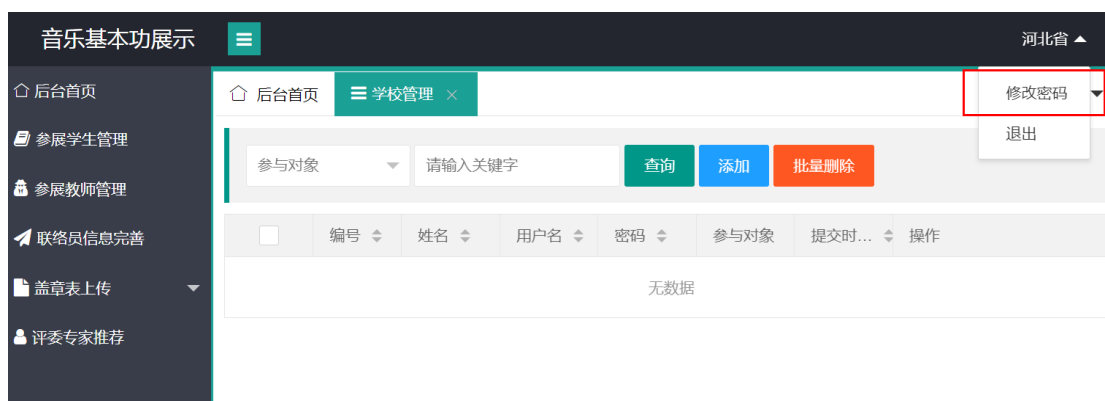 音乐基本功展示
河北省
后台首页
后台首页
学校管理
修改密码
参展学生管理
退出
参与对象
请输入关键字
查询
添加
批量删除
参展教师管理
联络员信息完善
编号
姓名
用户名
密码
参与对象
提交时...
操作
盖章表上传
无数据
评委专家推荐